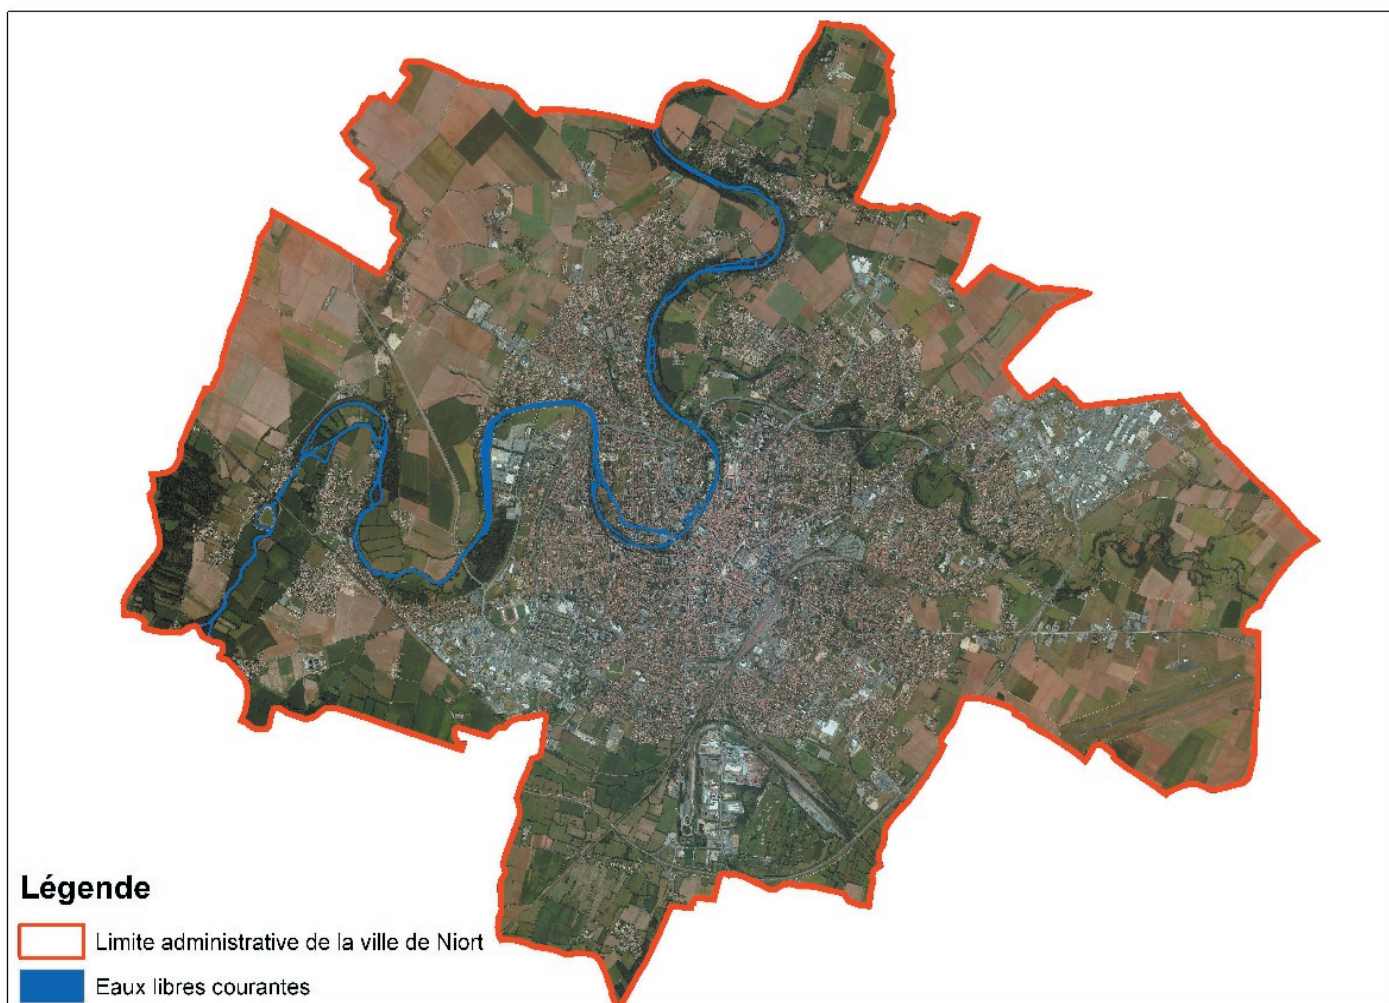 Légende
Limite administrative de la ville de Niort
Eaux libres courantes